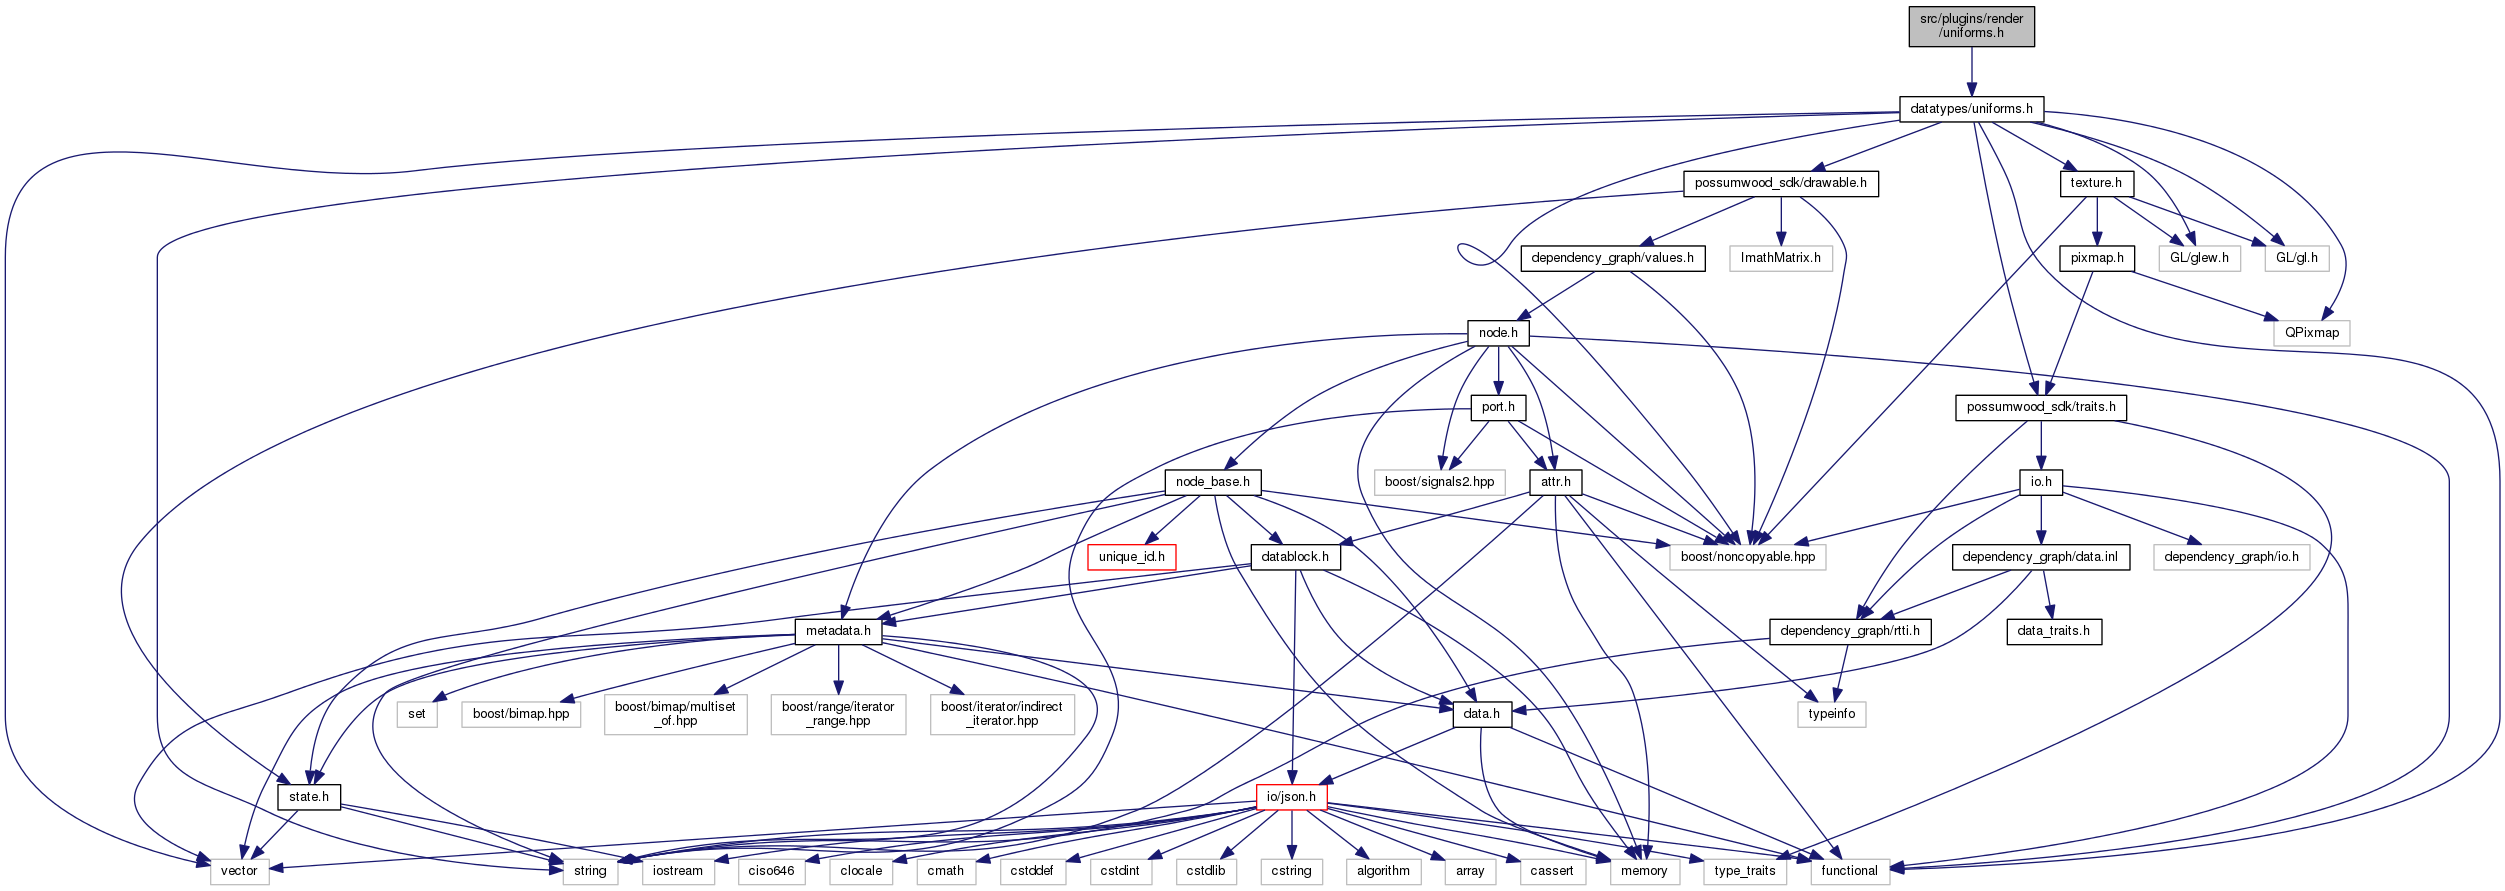 src/plugins/render
/uniforms.h
datatypes/uniforms.h
possumwood_sdk/drawable.h
texture.h
dependency_graph/values.h
ImathMatrix.h
pixmap.h
GL/glew.h
GL/gl.h
node.h
QPixmap
port.h
possumwood_sdk/traits.h
node_base.h
boost/signals2.hpp
attr.h
io.h
unique_id.h
datablock.h
boost/noncopyable.hpp
dependency_graph/data.inl
dependency_graph/io.h
metadata.h
dependency_graph/rtti.h
data_traits.h
set
boost/bimap.hpp
boost/bimap/multiset
_of.hpp
boost/range/iterator
_range.hpp
boost/iterator/indirect
_iterator.hpp
data.h
typeinfo
state.h
io/json.h
vector
string
iostream
ciso646
clocale
cmath
cstddef
cstdint
cstdlib
cstring
algorithm
array
cassert
memory
type_traits
functional